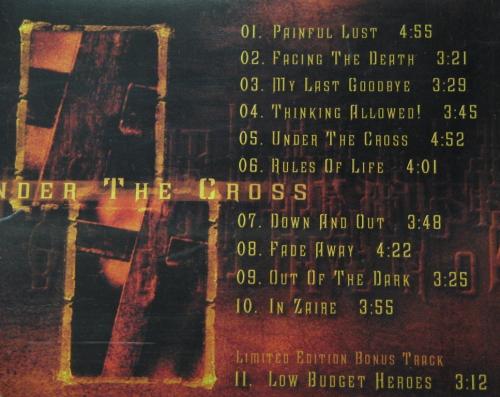 01. Painful Lust 4:55
02. Facing The Death 3:21
03. My Last Goodbye 3:29
04. Thinking Allowed! 3:45
05. Under The Cross 4:52
06. Rules Of Life 4:01
nder The Cross
07. Down And Out 3:48
08. Fade Away 4:22
09. Out Of The Dark 3:25
10. In Zaire 3:55
Limited Edition Bonus Track
11. Low Budget Heroes 3:12